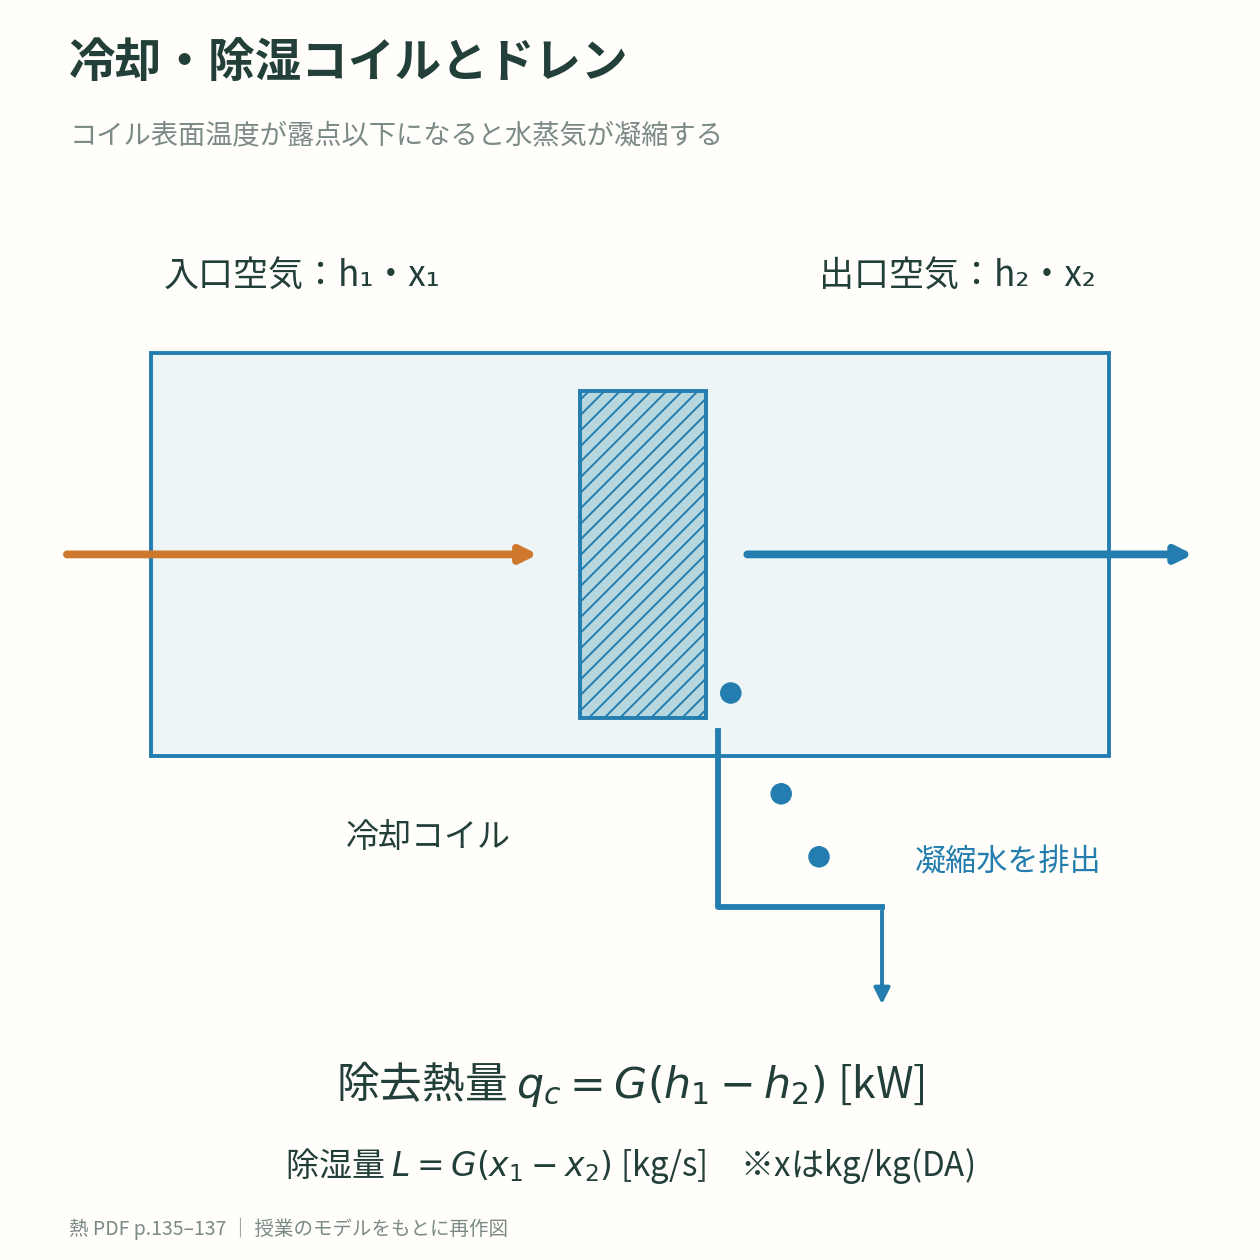 冷却・除湿コイルとドレン
コイル表面温度が露点以下になると水蒸気が凝縮する
入口空気：h₁・x₁
出口空気：h₂・x₂
冷却コイル
凝縮水を排出
除去熱量 q_c = G(h₁ − h₂) [kW]
除湿量 L = G(x₁ − x₂) [kg/s]　※xはkg/kg(DA)
熱 PDF p.135–137 ｜ 授業のモデルをもとに再作図